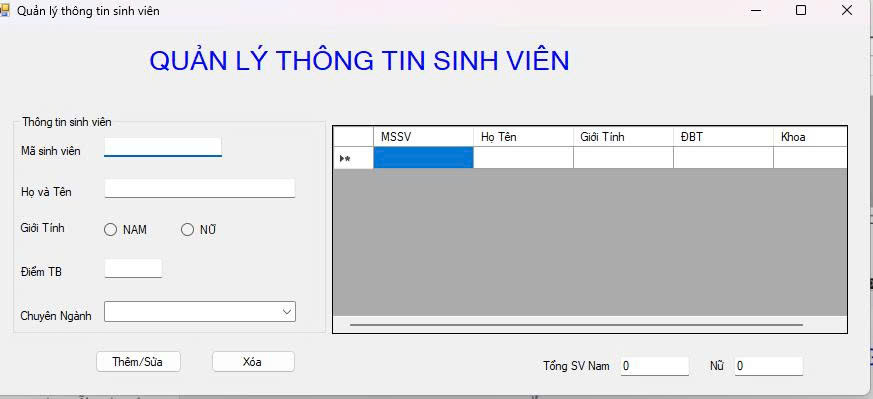 Quản lý thông tin sinh viên
QUẢN LÝ THÔNG TIN SINH VIÊN
Thông tin sinh viên
Mã sinh viên
Họ và Tên
Giới Tính NAM NỮ
Điểm TB
Chuyên Ngành
Thêm/Sửa Xóa
MSSV Họ Tên Giới Tính ĐBT Khoa
Tổng SV Nam 0 Nữ 0